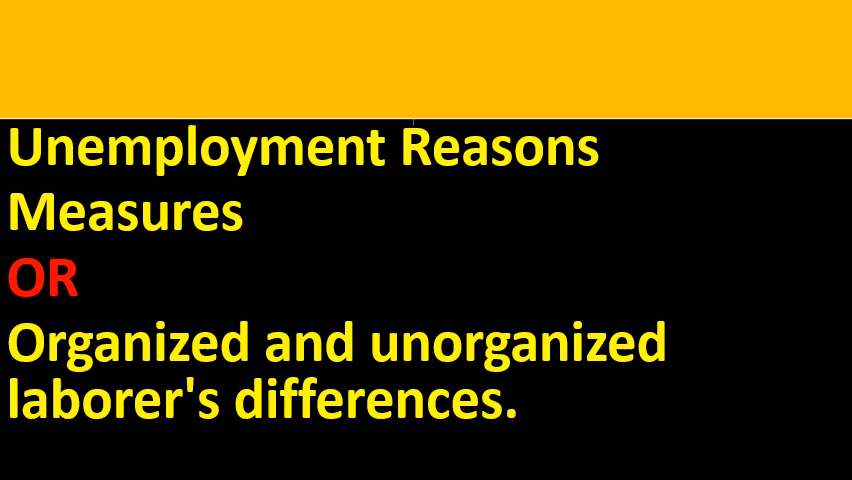 Unemployment Reasons
Measures
OR
Organized and unorganized
laborer's differences.